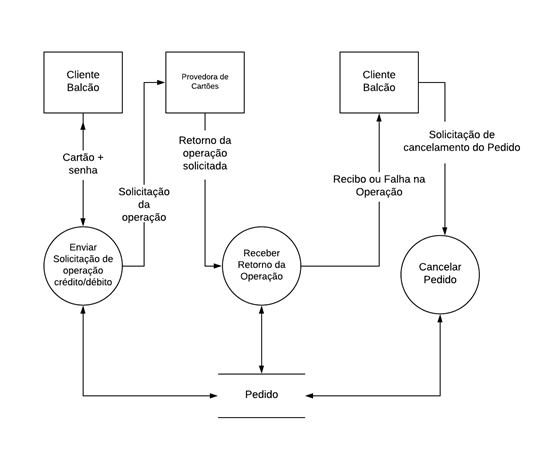 Cliente
Balcão
Provedora de
Cartões
Cliente
Balcão
Cartão +
senha
Solicitação
da
operação
Retorno da
operação
solicitada
Recibo ou Falha na
Operação
Solicitação de
cancelamento do Pedido
Enviar
Solicitação de
operação
crédito/débito
Receber
Retorno da
Operação
Cancelar
Pedido
Pedido